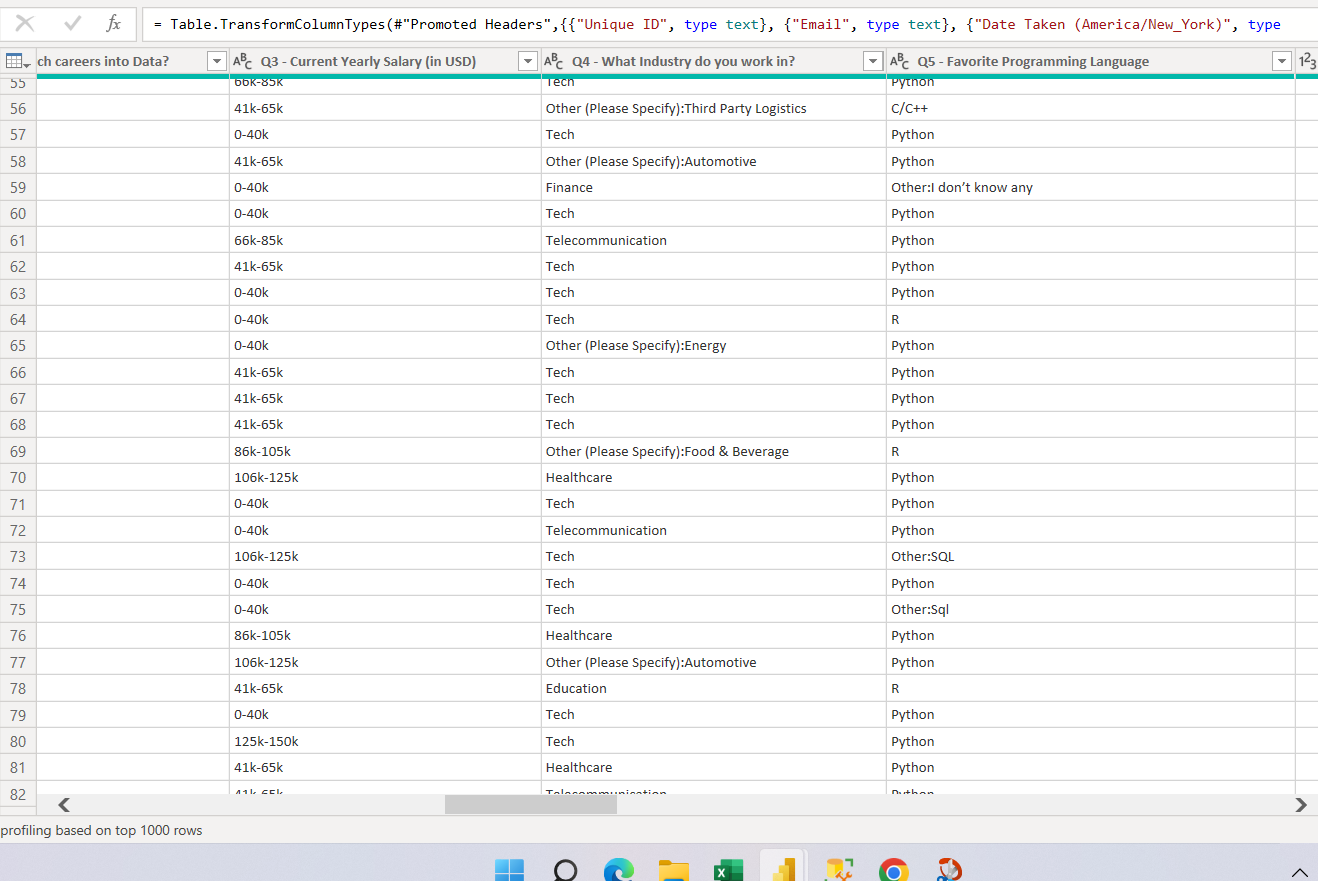 fx = Table.TransformColumnTypes(#"Promoted Headers",{{"Unique ID", type text}, {"Email", type text}, {"Date Taken (America/New_York)", type
ch careers into Data? ABC Q3 - Current Yearly Salary (in USD) ABC Q4 - What Industry do you work in? ABC Q5 - Favorite Programming Language 123
55 66k-85k Tech Python
56 41k-65k Other (Please Specify):Third Party Logistics C/C++
57 0-40k Tech Python
58 41k-65k Other (Please Specify):Automotive Python
59 0-40k Finance Other:I don’t know any
60 0-40k Tech Python
61 66k-85k Telecommunication Python
62 41k-65k Tech Python
63 0-40k Tech Python
64 0-40k Tech R
65 0-40k Other (Please Specify):Energy Python
66 41k-65k Tech Python
67 41k-65k Tech Python
68 41k-65k Tech Python
69 86k-105k Other (Please Specify):Food & Beverage R
70 106k-125k Healthcare Python
71 0-40k Tech Python
72 0-40k Telecommunication Python
73 106k-125k Tech Other:SQL
74 0-40k Tech Python
75 0-40k Tech Other:Sql
76 86k-105k Healthcare Python
77 106k-125k Other (Please Specify):Automotive Python
78 41k-65k Education R
79 0-40k Tech Python
80 125k-150k Tech Python
81 41k-65k Healthcare Python
82 41k-65k Telecommunication Python
profiling based on top 1000 rows